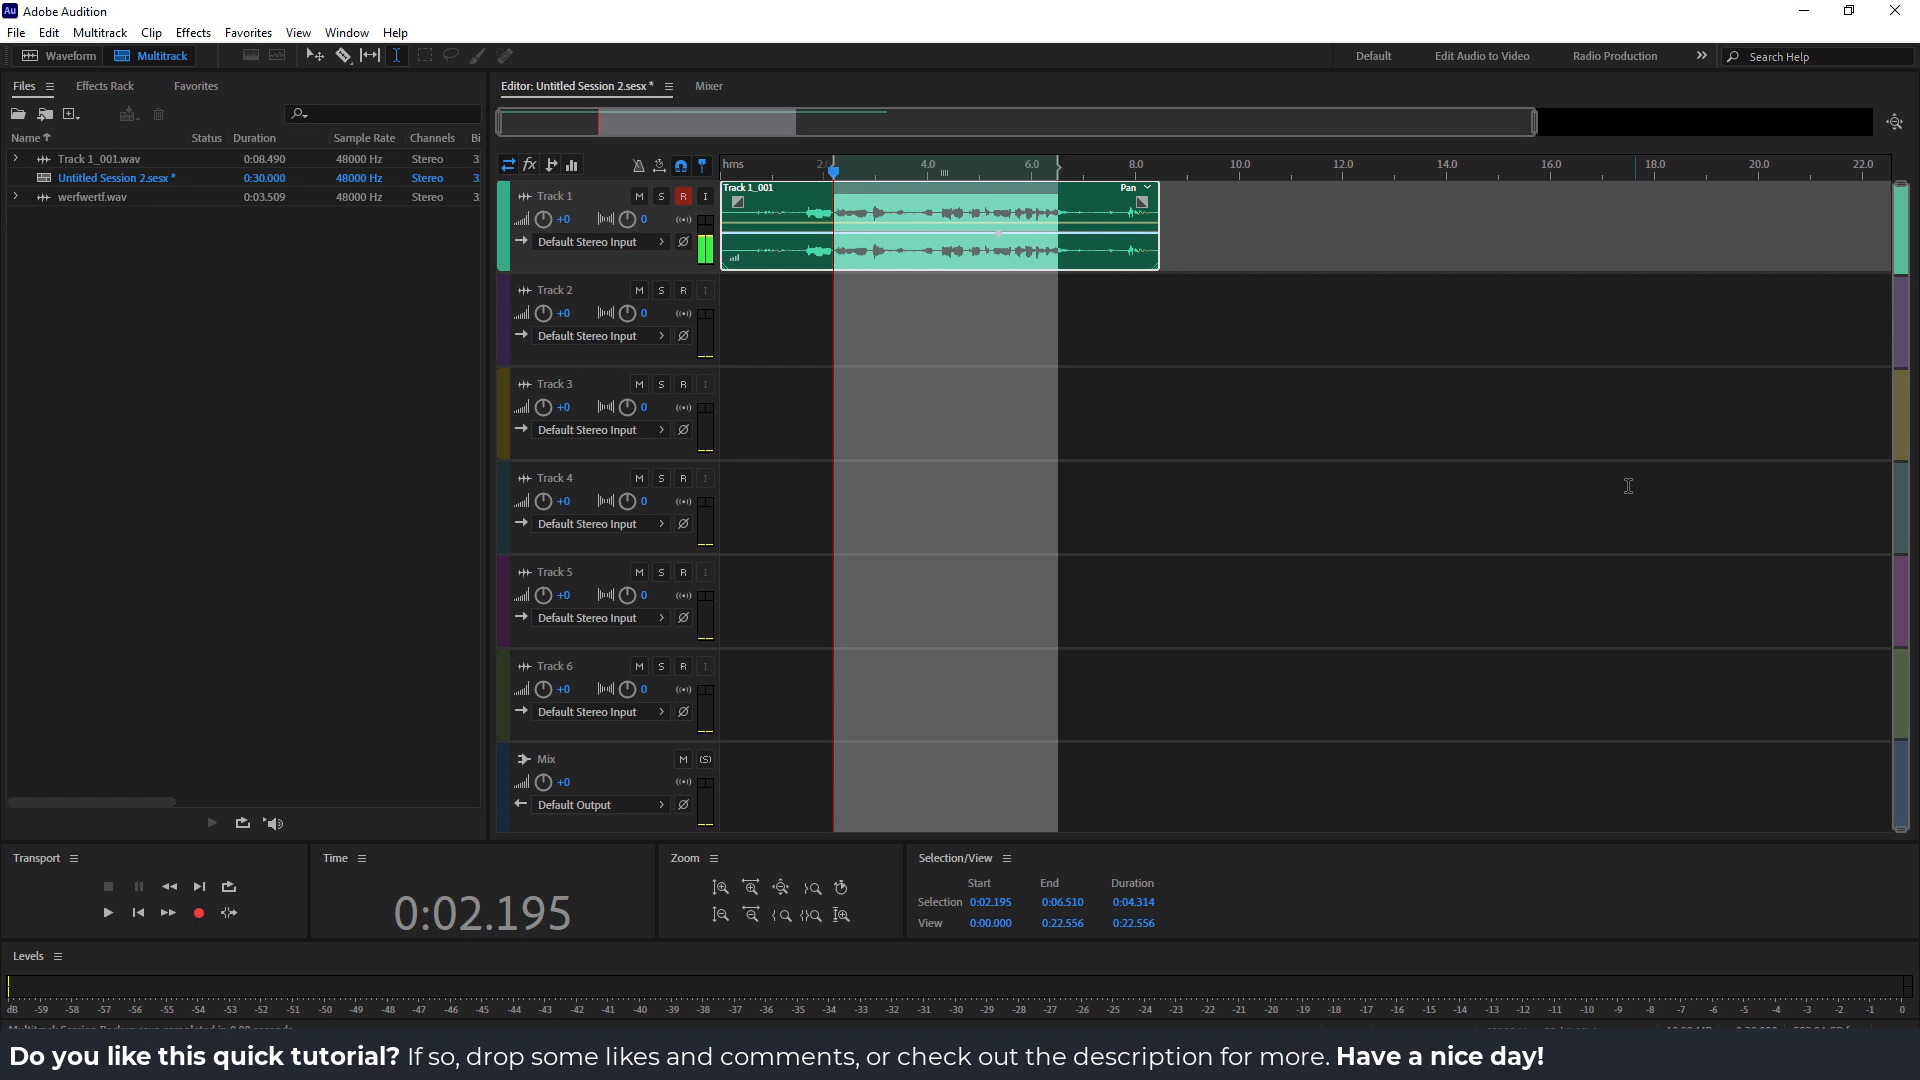 Au Adobe Audition
File Edit Multitrack Clip Effects Favorites View Window Help
Waveform Multitrack Default Edit Audio to Video Radio Production Search Help
Files Effects Rack Favorites
Editor: Untitled Session 2.sesx * Mixer
Name Status Duration Sample Rate Channels Bi
Track 1_001.wav 0:08.490 48000 Hz Stereo 3
Untitled Session 2.sesx * 0:30.000 48000 Hz Stereo 3
werfwertf.wav 0:03.509 48000 Hz Stereo 3
fx hms 2.0 4.0 6.0 8.0 10.0 12.0 14.0 16.0 18.0 20.0 22.0
Track 1 M S R I
+0 0
Default Stereo Input
Track 1_001 Pan
Track 2 M S R I
+0 0
Default Stereo Input
Track 3 M S R I
+0 0
Default Stereo Input
Track 4 M S R I
+0 0
Default Stereo Input
Track 5 M S R I
+0 0
Default Stereo Input
Track 6 M S R I
+0 0
Default Stereo Input
Mix M (S)
+0
Default Output
Transport
Time
0:02.195
Zoom
Selection/View
Start End Duration
Selection 0:02.195 0:06.510 0:04.314
View 0:00.000 0:22.556 0:22.556
Levels
dB -59 -58 -57 -56 -55 -54 -53 -52 -51 -50 -49 -48 -47 -46 -45 -44 -43 -42 -41 -40 -39 -38 -37 -36 -35 -34 -33 -32 -31 -30 -29 -28 -27 -26 -25 -24 -23 -22 -21 -20 -19 -18 -17 -16 -15 -14 -13 -12 -11 -10 -9 -8 -7 -6 -5 -4 -3 -2 -1 0
Do you like this quick tutorial? If so, drop some likes and comments, or check out the description for more. Have a nice day!